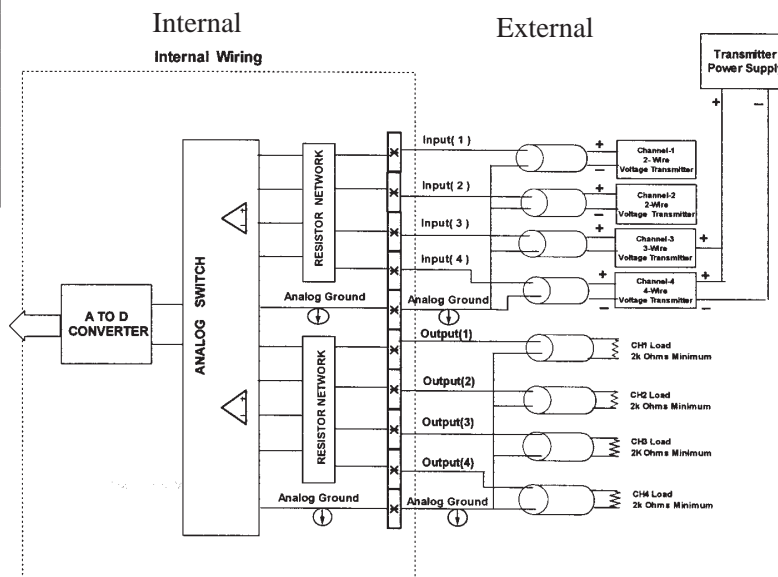 Internal
External
Internal Wiring
Transmitter
Power Supply
+
−
Input( 1 )
Input( 2 )
Input( 3 )
Input( 4 )
+
−
Channel-1
2- Wire
Voltage Transmitter
+
−
Channel-2
2-Wire
Voltage Transmitter
+
−
Channel-3
3-Wire
Voltage Transmitter
+
+
−
Channel-4
4-Wire
Voltage Transmitter
+
−
RESISTOR NETWORK
Analog Ground
Analog Ground
ANALOG SWITCH
+
−
A TO D
CONVERTER
Output(1)
Output(2)
Output(3)
Output(4)
CH1 Load
2k Ohms Minimum
CH2 Load
2k Ohms Minimum
CH3 Load
2K Ohms Minimum
CH4 Load
2k Ohms Minimum
RESISTOR NETWORK
+
−
Analog Ground
Analog Ground